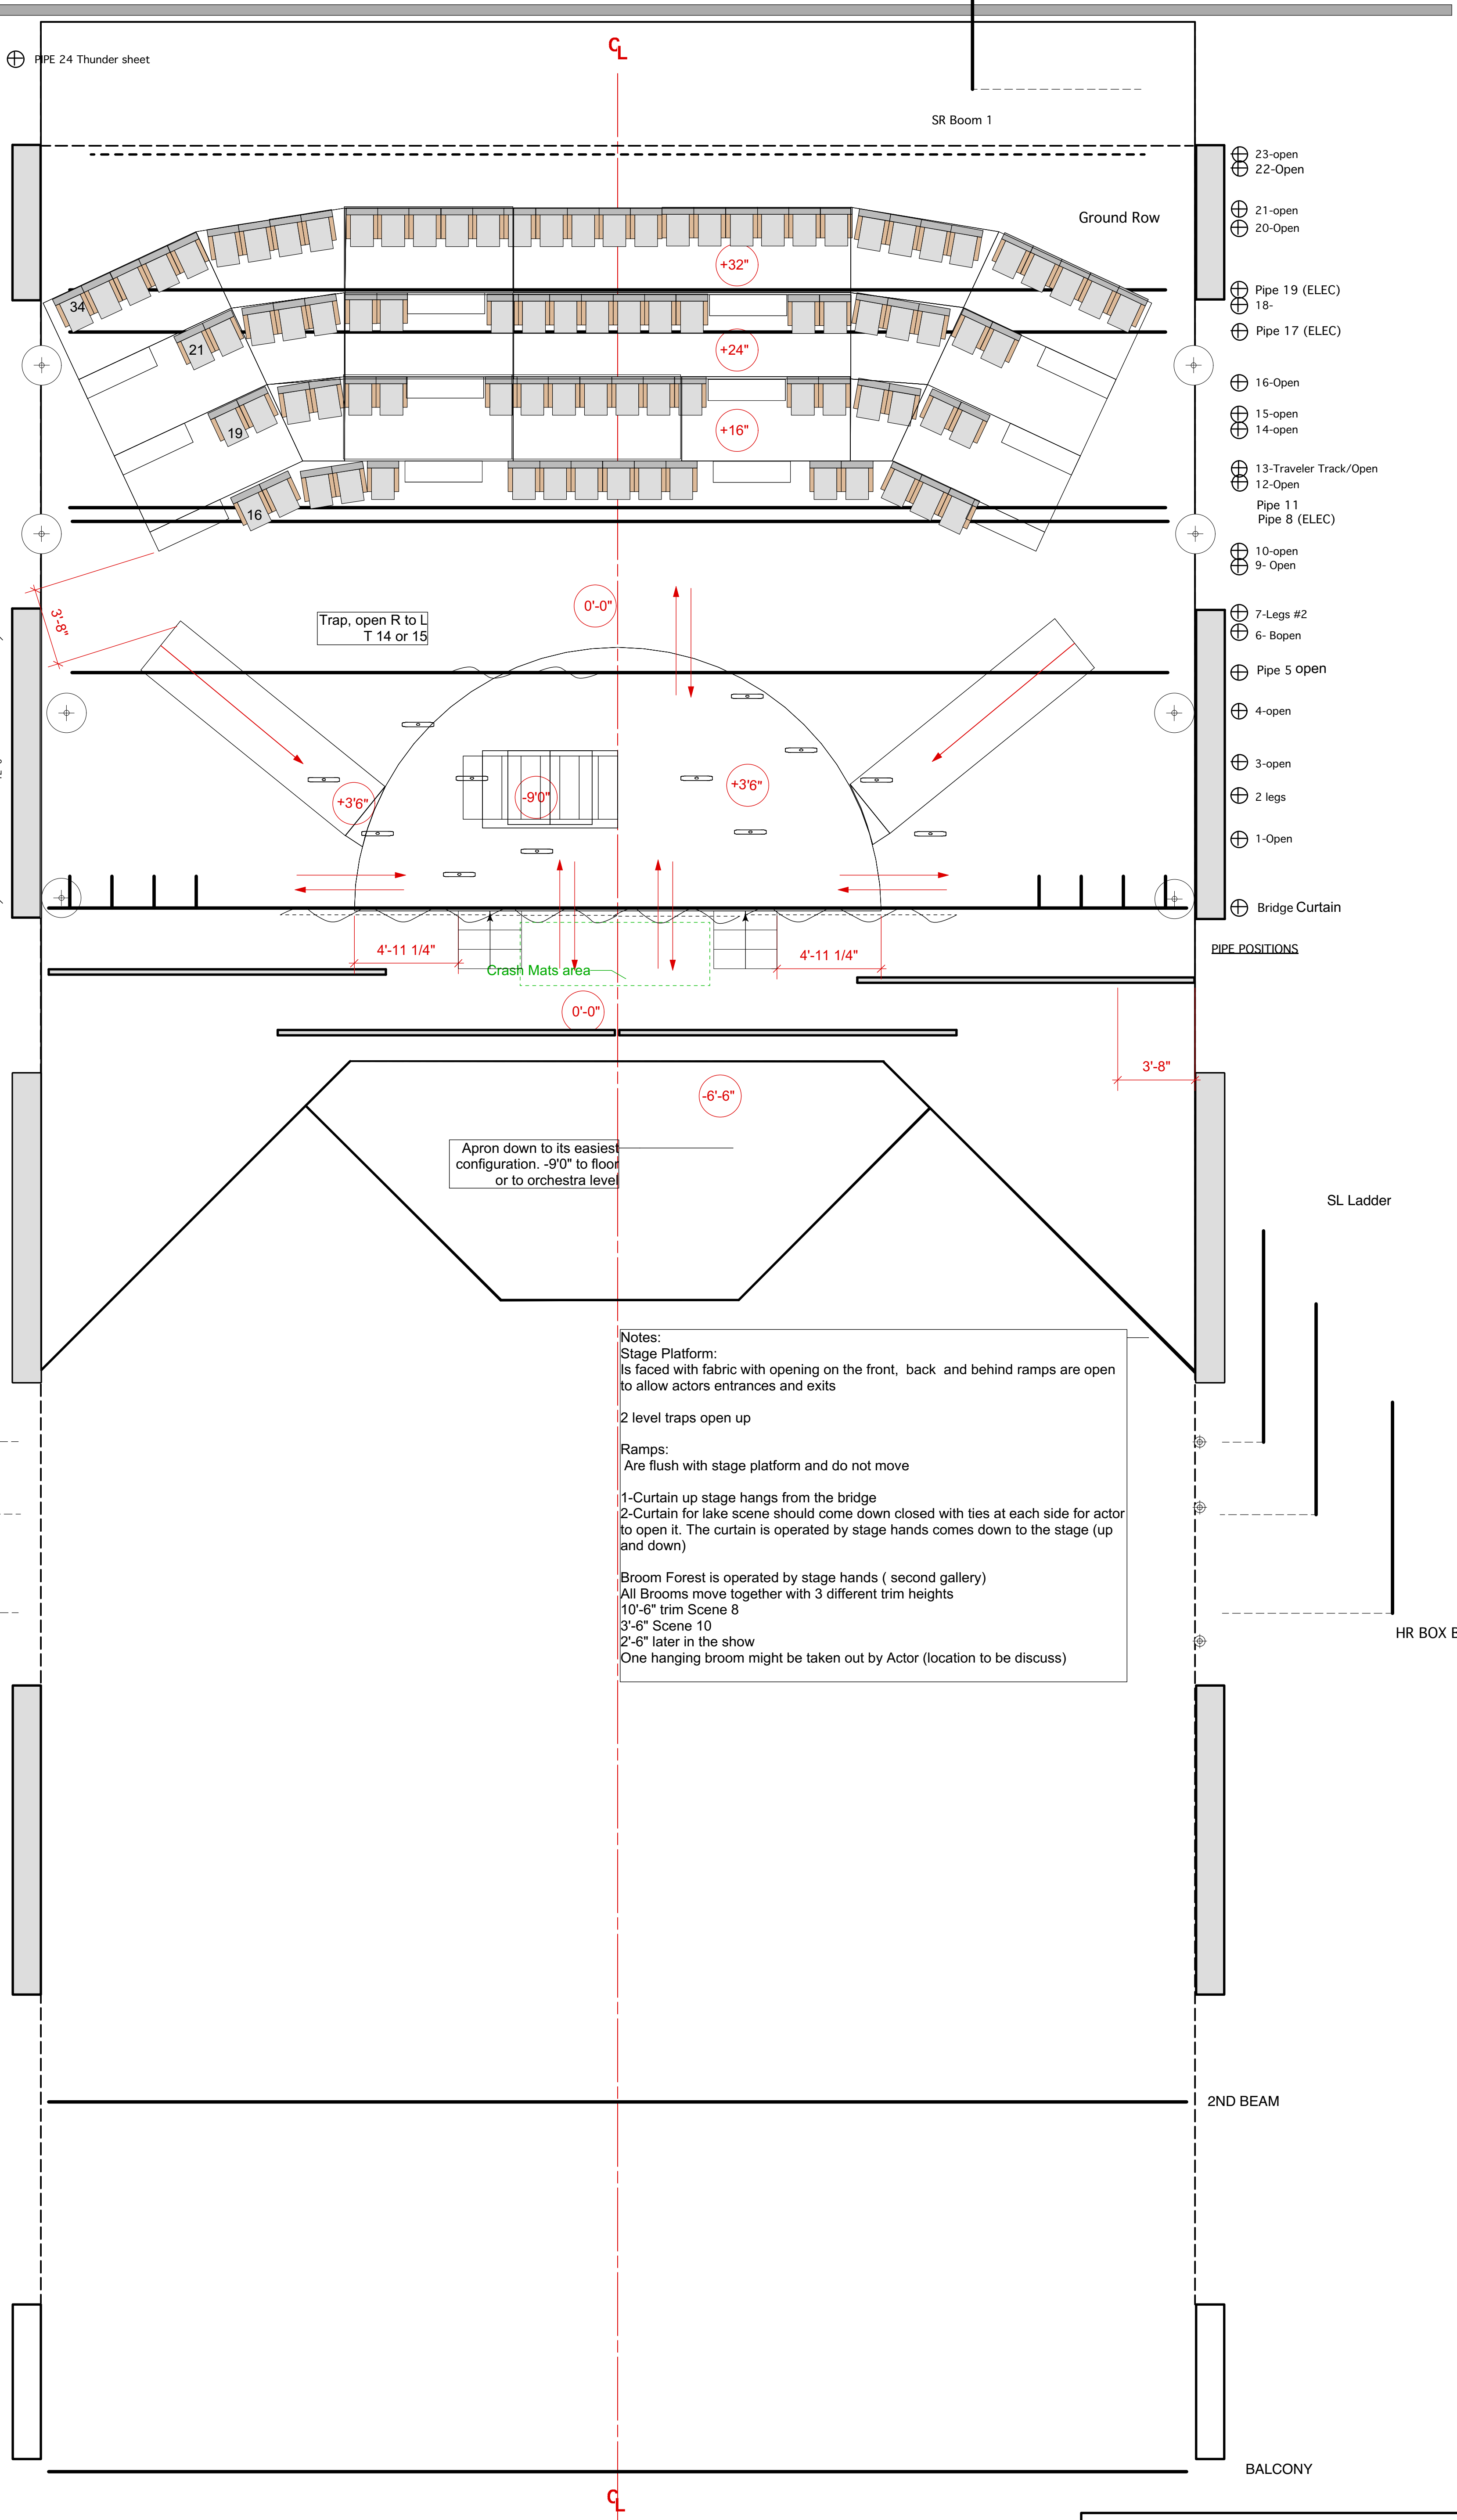 CL
PIPE 24 Thunder sheet
SR Boom 1
23-open
22-Open
21-open
20-Open
Ground Row
+32"
Pipe 19 (ELEC)
18-
34
Pipe 17 (ELEC)
21
+24"
16-Open
15-open
14-open
19
+16"
13-Traveler Track/Open
12-Open
Pipe 11
Pipe 8 (ELEC)
16
10-open
9- Open
3'-8"
0'-0"
Trap, open R to L
T 14 or 15
7-Legs #2
6- Bopen
Pipe 5 open
4-open
3-open
+3'6"
-9'0"
+3'6"
2 legs
1-Open
Bridge Curtain
PIPE POSITIONS
4'-11 1/4"
4'-11 1/4"
Crash Mats area
0'-0"
3'-8"
-6'-6"
Apron down to its easiest
configuration. -9'0" to floor
or to orchestra level
SL Ladder
Notes:
Stage Platform:
Is faced with fabric with opening on the front, back and behind ramps are open
to allow actors entrances and exits
2 level traps open up
Ramps:
Are flush with stage platform and do not move
1-Curtain up stage hangs from the bridge
2-Curtain for lake scene should come down closed with ties at each side for actor
to open it. The curtain is operated by stage hands comes down to the stage (up
and down)
Broom Forest is operated by stage hands ( second gallery)
All Brooms move together with 3 different trim heights
10'-6" trim Scene 8
3'-6" Scene 10
2'-6" later in the show
One hanging broom might be taken out by Actor (location to be discuss)
HR BOX B
2ND BEAM
BALCONY
CL